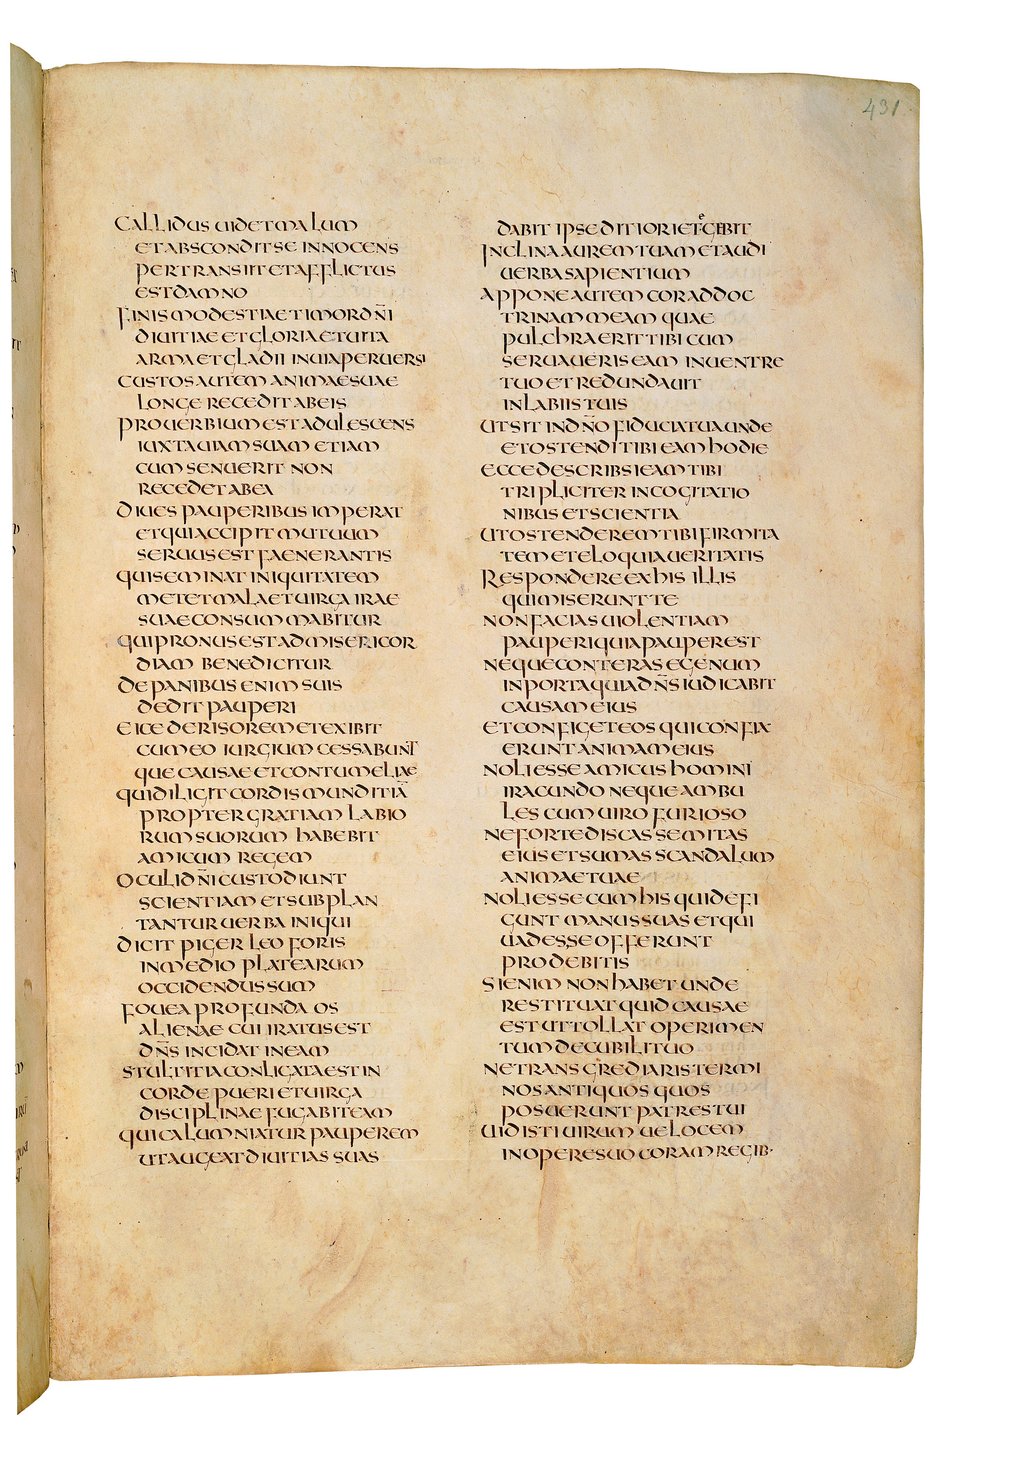 431
CALLIDUS UIDET MALUM
ET ABSCONDIT SE INNOCENS
PERTRANSIIT ET AFFLICTUS
EST DAMNO
FINIS MODESTIAE TIMOR DN̄I
DIUITIAE ET GLORIA ET UITA
ARMA ET GLADII IN UIA PERUERSI
CUSTOS AUTEM ANIMAE SUAE
LONGE RECEDIT AB EIS
PROUERBIUM EST ADULESCENS
IUXTA UIAM SUAM ETIAM
CUM SENUERIT NON
RECEDET AB EA
DIUES PAUPERIBUS IMPERAT
ET QUI ACCIPIT MUTUUM
SERUUS EST FAENERANTIS
QUI SEMINAT INIQUITATEM
METET MALA ET UIRGA IRAE
SUAE CONSUMMABITUR
QUI PRONUS EST AD MISERICOR
DIAM BENEDICITUR
DE PANIBUS ENIM SUIS
DEDIT PAUPERI
EICE DERISOREM ET EXIBIT
CUM EO IURGIUM CESSABUNT
QUE CAUSAE ET CONTUMELIAE
QUI DILIGIT CORDIS MUNDITIĀ
PROPTER GRATIAM LABIO
RUM SUORUM HABEBIT
AMICUM REGEM
OCULI DN̄I CUSTODIUNT
SCIENTIAM ET SUBPLAN
TANTUR UERBA INIQUI
DICIT PIGER LEO FORIS
IN MEDIO PLATEARUM
OCCIDENDUS SUM
FOUEA PROFUNDA OS
ALIENAE CUI IRATUS EST
DN̄S INCIDAT IN EAM
STULTITIA CONLIGATA EST IN
CORDE PUERI ET UIRGA
DISCIPLINAE FUGABIT EAM
QUI CALUMNIATUR PAUPEREM
UT AUGEAT DIUITIAS SUAS
DABIT IPSE DITIORI ET EGEBIT
INCLINA AUREM TUAM ET AUDI
UERBA SAPIENTIUM
APPONE AUTEM COR AD DOC
TRINAM MEAM QUAE
PULCHRA ERIT TIBI CUM
SERUAUERIS EAM IN UENTRE
TUO ET REDUNDAUIT
IN LABIIS TUIS
UT SIT IN DN̄O FIDUCIA TUA UNDE
ET OSTENDI TIBI EAM HODIE
ECCE DESCRIBSI EAM TIBI
TRIPLICITER IN COGITATIO
NIBUS ET SCIENTIA
UT OSTENDEREM TIBI FIRMITA
TEM ET ELOQUIA UERITATIS
RESPONDERE EX HIS ILLIS
QUI MISERUNT TE
NON FACIAS UIOLENTIAM
PAUPERI QUIA PAUPER EST
NEQUE CONTERAS EGENUM
IN PORTA QUIA DN̄S IUDICABIT
CAUSAM EIUS
ET CONFIGET EOS QUI CONFIX
ERUNT ANIMAM EIUS
NOLI ESSE AMICUS HOMINI
IRACUNDO NEQUE AMBU
LES CUM UIRO FURIOSO
NE FORTE DISCAS SEMITAS
EIUS ET SUMAS SCANDALUM
ANIMAE TUAE
NOLI ESSE CUM HIS QUI DEFI
GUNT MANUS SUAS ET QUI
UADES SE OFFERUNT
PRO DEBITIS
SI ENIM NON HABET UNDE
RESTITUAT QUID CAUSAE
EST UT TOLLAT OPERIMEN
TUM DE CUBILI TUO
NE TRANSGREDIARIS TERMI
NOS ANTIQUOS QUOS
POSUERUNT PATRES TUI
UIDISTI UIRUM UELOCEM
IN OPERE SUO CORAM REGIB·